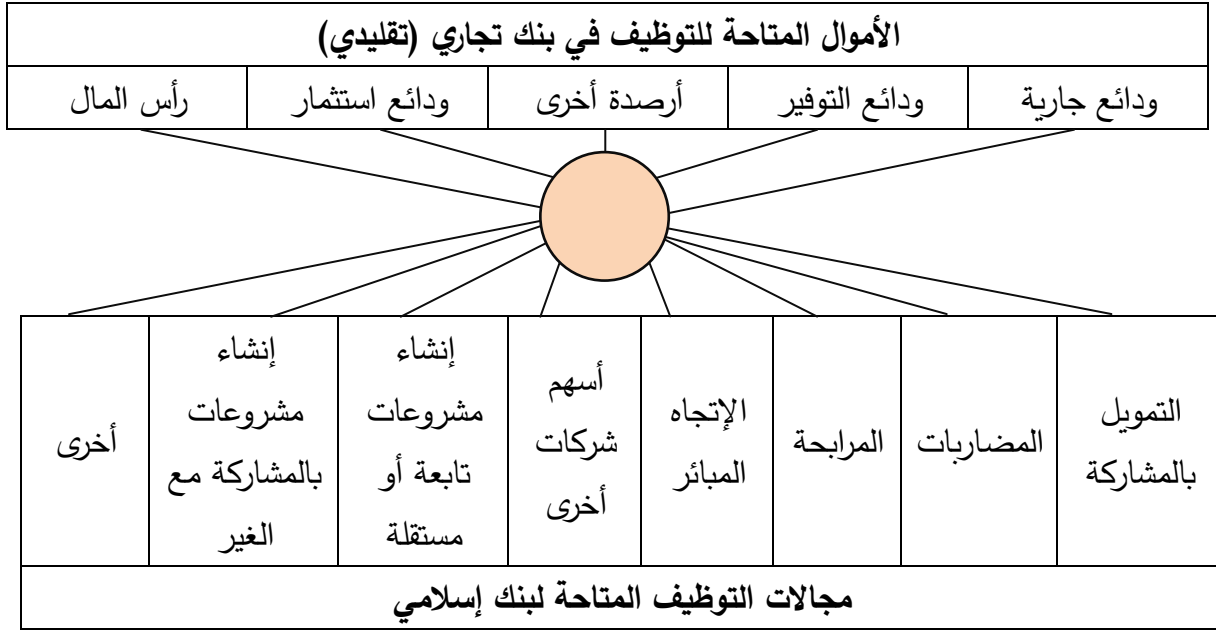 الأموال المتاحة للتوظيف في بنك تجاري (تقليدي)
ودائع جارية
ودائع التوفير
أرصدة أخرى
ودائع استثمار
رأس المال
التمويل
بالمشاركة
المضاربات
المرابحة
الإتجاه
المبائر
أسهم
شركات
أخرى
إنشاء
مشروعات
تابعة أو
مستقلة
إنشاء
مشروعات
بالمشاركة مع
الغير
أخرى
مجالات التوظيف المتاحة لبنك إسلامي